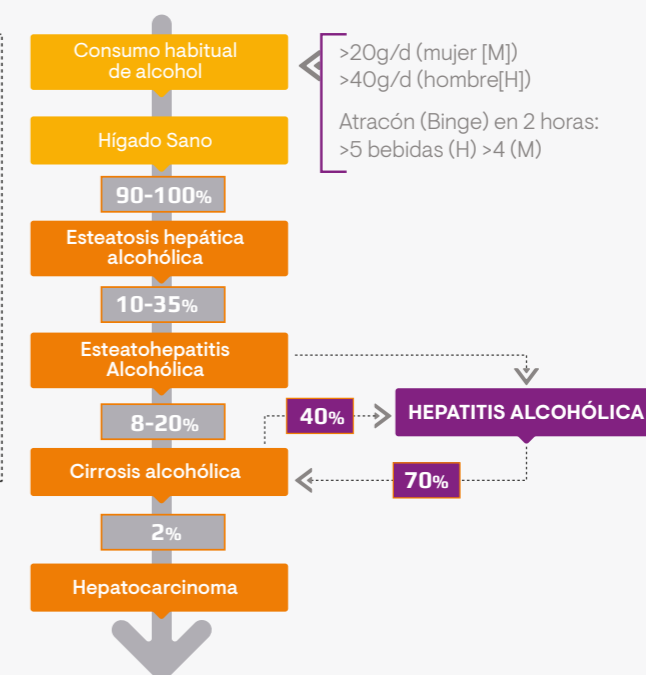 Consumo habitual
de alcohol
>20g/d (mujer [M])
>40g/d (hombre[H])
Atracón (Binge) en 2 horas:
>5 bebidas (H) >4 (M)
Hígado Sano
90-100%
Esteatosis hepática
alcohólica
10-35%
Esteatohepatitis
Alcohólica
8-20%
40%
HEPATITIS ALCOHÓLICA
Cirrosis alcohólica
70%
2%
Hepatocarcinoma